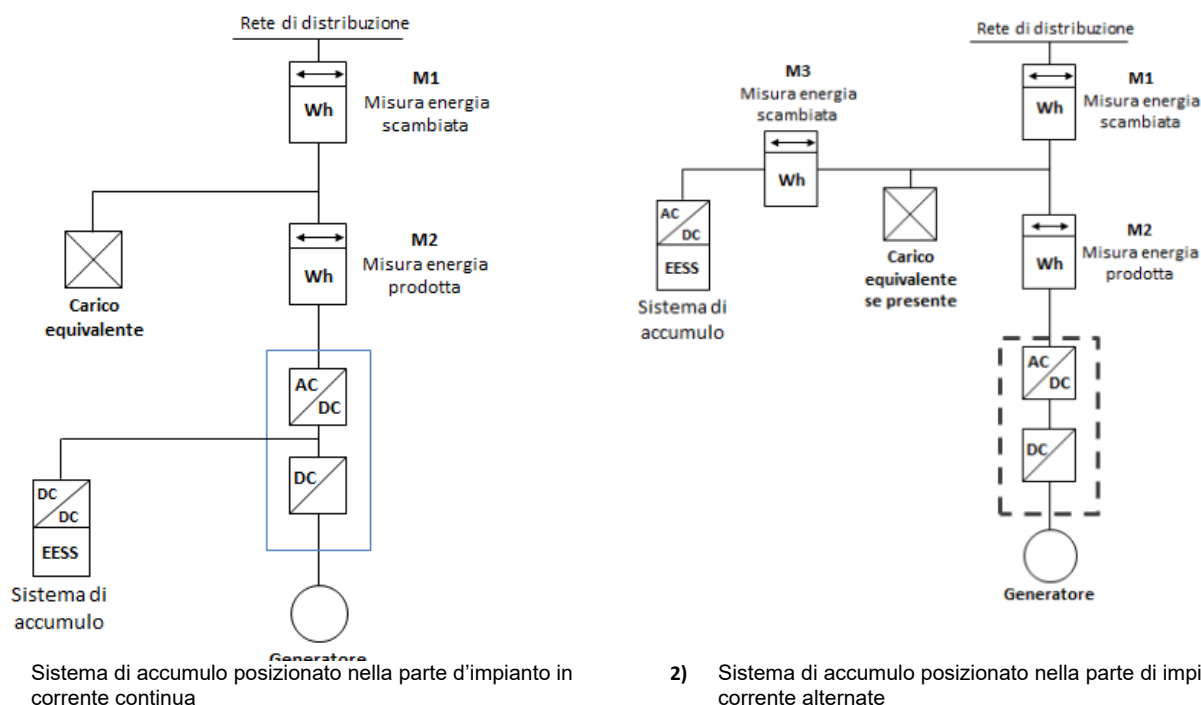 Rete di distribuzione
M1
Misura energia
scambiata
Wh
M2
Misura energia
prodotta
Wh
Carico
equivalente
AC
DC
DC
DC
DC
EESS
Sistema di
accumulo
Generatore
Sistema di accumulo posizionato nella parte d’impianto in
corrente continua
Rete di distribuzione
M1
Misura energia
scambiata
Wh
M3
Misura energia
scambiata
Wh
AC
DC
EESS
Sistema di
accumulo
Carico
equivalente
se presente
M2
Misura energia
prodotta
Wh
AC
DC
DC
Generatore
2) Sistema di accumulo posizionato nella parte di impi
corrente alternate